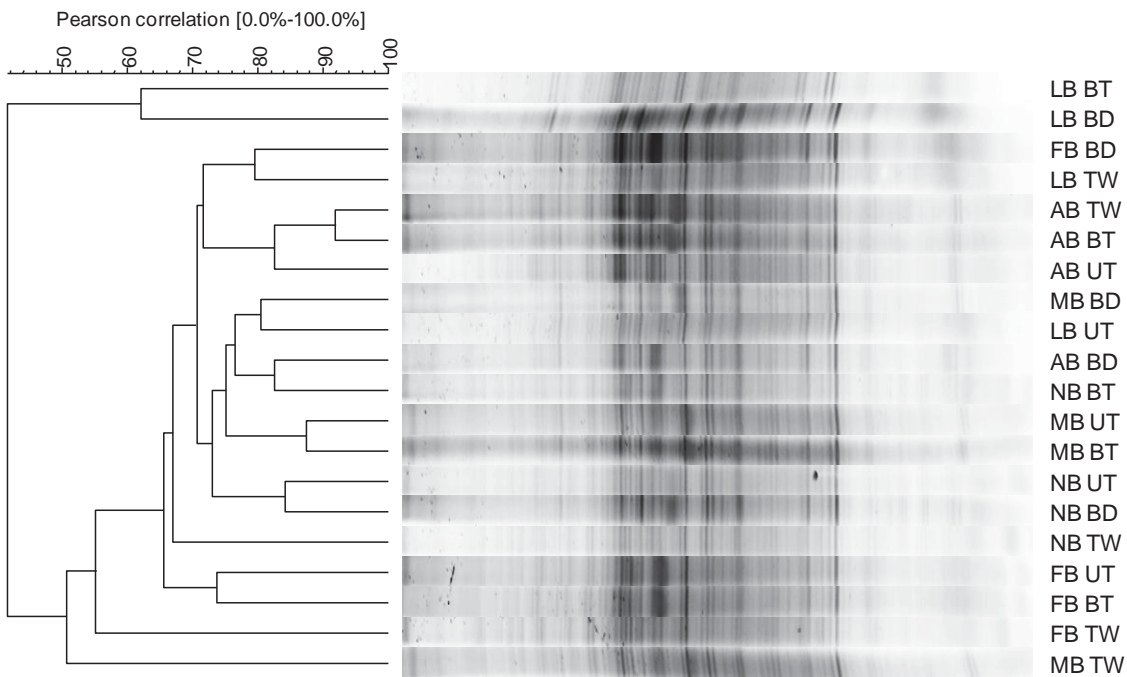 Pearson correlation [0.0%-100.0%]
50 60 70 80 90 100
LB BT
LB BD
FB BD
LB TW
AB TW
AB BT
AB UT
MB BD
LB UT
AB BD
NB BT
MB UT
MB BT
NB UT
NB BD
NB TW
FB UT
FB BT
FB TW
MB TW